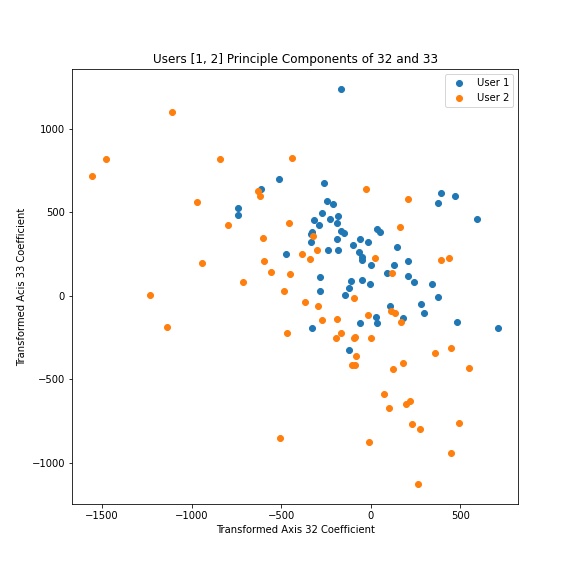 Users [1, 2] Principle Components of 32 and 33
User 1
User 2
Transformed Acis 33 Coefficient
1000
500
0
−500
−1000
−1500
−1000
−500
0
500
Transformed Axis 32 Coefficient